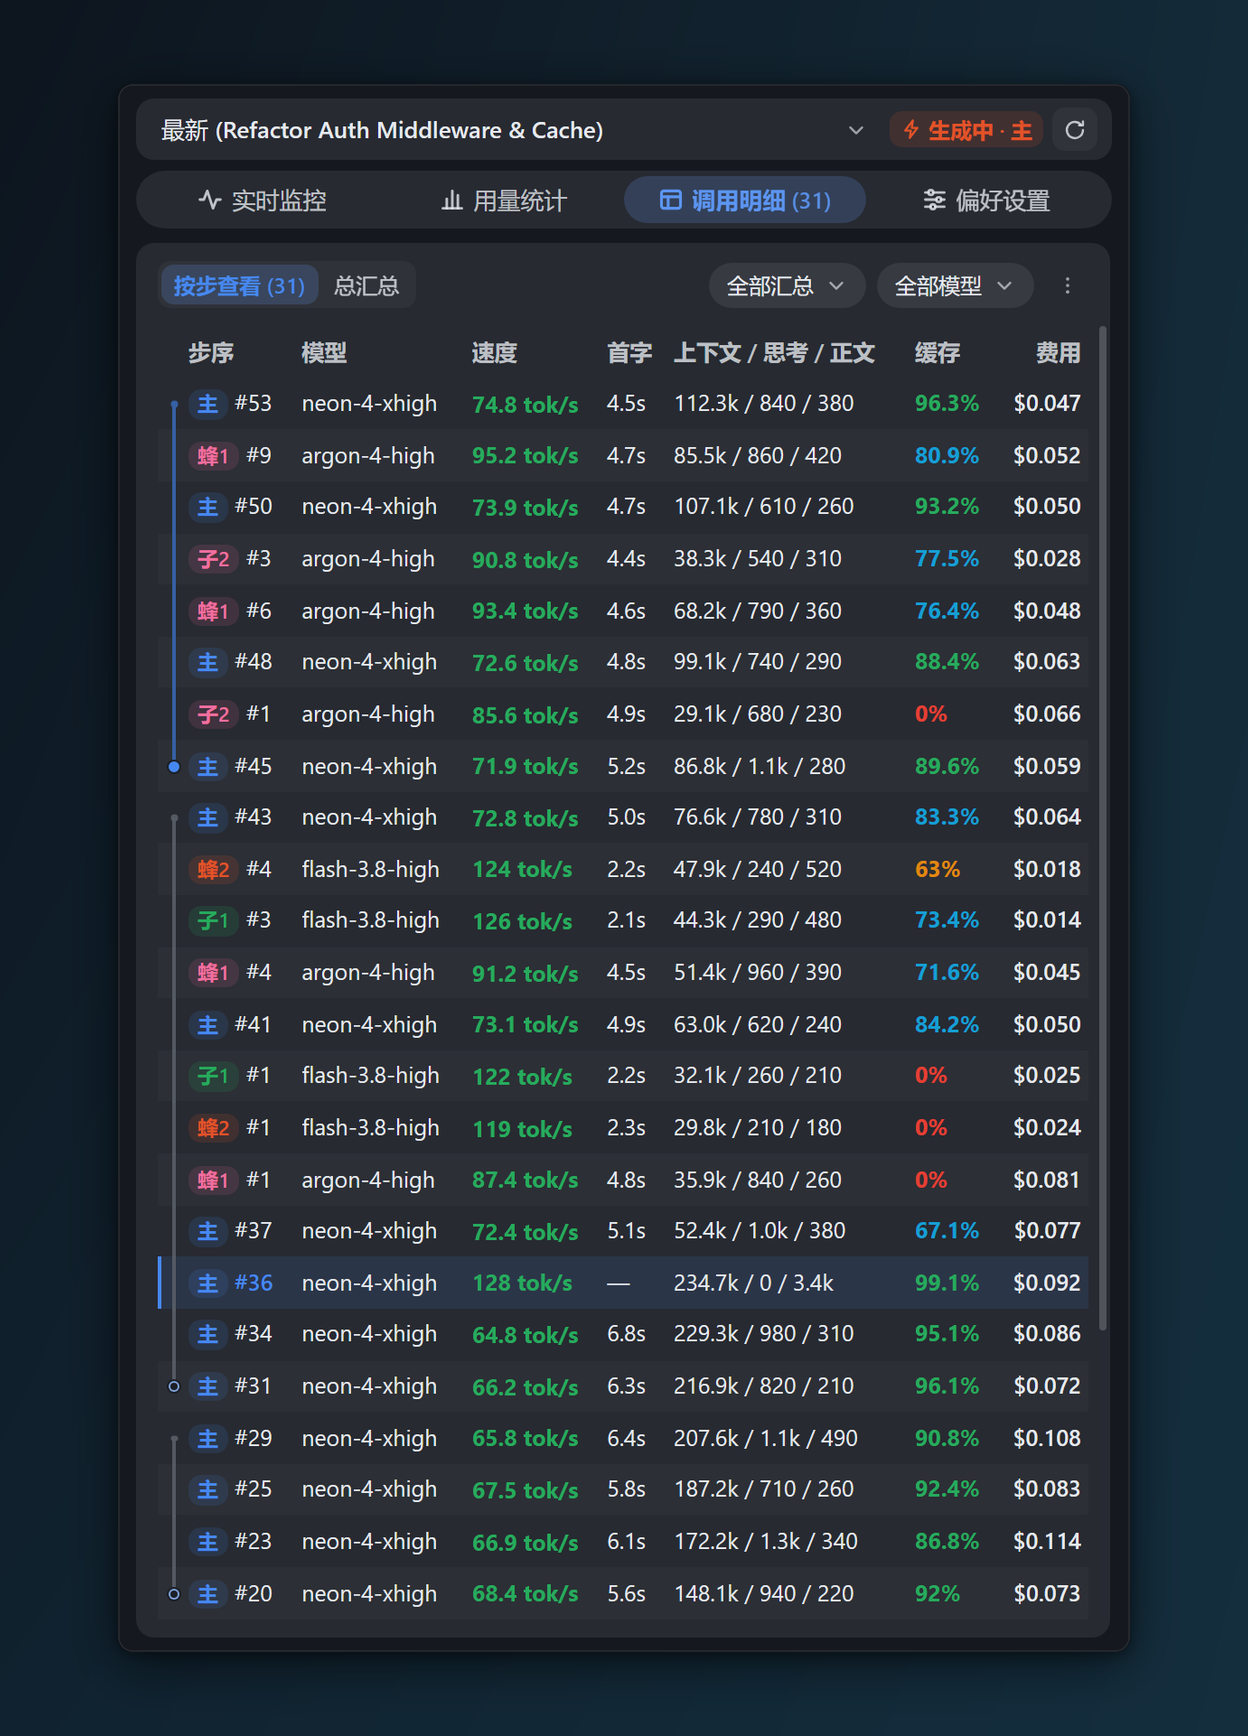 最新 (Refactor Auth Middleware & Cache) 生成中 · 主
实时监控 用量统计 调用明细 (31) 偏好设置
按步查看 (31) 总汇总 全部汇总 全部模型
步序 模型 速度 首字 上下文 / 思考 / 正文 缓存 费用
主 #53 neon-4-xhigh 74.8 tok/s 4.5s 112.3k / 840 / 380 96.3% $0.047
蜂1 #9 argon-4-high 95.2 tok/s 4.7s 85.5k / 860 / 420 80.9% $0.052
主 #50 neon-4-xhigh 73.9 tok/s 4.7s 107.1k / 610 / 260 93.2% $0.050
子2 #3 argon-4-high 90.8 tok/s 4.4s 38.3k / 540 / 310 77.5% $0.028
蜂1 #6 argon-4-high 93.4 tok/s 4.6s 68.2k / 790 / 360 76.4% $0.048
主 #48 neon-4-xhigh 72.6 tok/s 4.8s 99.1k / 740 / 290 88.4% $0.063
子2 #1 argon-4-high 85.6 tok/s 4.9s 29.1k / 680 / 230 0% $0.066
主 #45 neon-4-xhigh 71.9 tok/s 5.2s 86.8k / 1.1k / 280 89.6% $0.059
主 #43 neon-4-xhigh 72.8 tok/s 5.0s 76.6k / 780 / 310 83.3% $0.064
蜂2 #4 flash-3.8-high 124 tok/s 2.2s 47.9k / 240 / 520 63% $0.018
子1 #3 flash-3.8-high 126 tok/s 2.1s 44.3k / 290 / 480 73.4% $0.014
蜂1 #4 argon-4-high 91.2 tok/s 4.5s 51.4k / 960 / 390 71.6% $0.045
主 #41 neon-4-xhigh 73.1 tok/s 4.9s 63.0k / 620 / 240 84.2% $0.050
子1 #1 flash-3.8-high 122 tok/s 2.2s 32.1k / 260 / 210 0% $0.025
蜂2 #1 flash-3.8-high 119 tok/s 2.3s 29.8k / 210 / 180 0% $0.024
蜂1 #1 argon-4-high 87.4 tok/s 4.8s 35.9k / 840 / 260 0% $0.081
主 #37 neon-4-xhigh 72.4 tok/s 5.1s 52.4k / 1.0k / 380 67.1% $0.077
主 #36 neon-4-xhigh 128 tok/s — 234.7k / 0 / 3.4k 99.1% $0.092
主 #34 neon-4-xhigh 64.8 tok/s 6.8s 229.3k / 980 / 310 95.1% $0.086
主 #31 neon-4-xhigh 66.2 tok/s 6.3s 216.9k / 820 / 210 96.1% $0.072
主 #29 neon-4-xhigh 65.8 tok/s 6.4s 207.6k / 1.1k / 490 90.8% $0.108
主 #25 neon-4-xhigh 67.5 tok/s 5.8s 187.2k / 710 / 260 92.4% $0.083
主 #23 neon-4-xhigh 66.9 tok/s 6.1s 172.2k / 1.3k / 340 86.8% $0.114
主 #20 neon-4-xhigh 68.4 tok/s 5.6s 148.1k / 940 / 220 92% $0.073